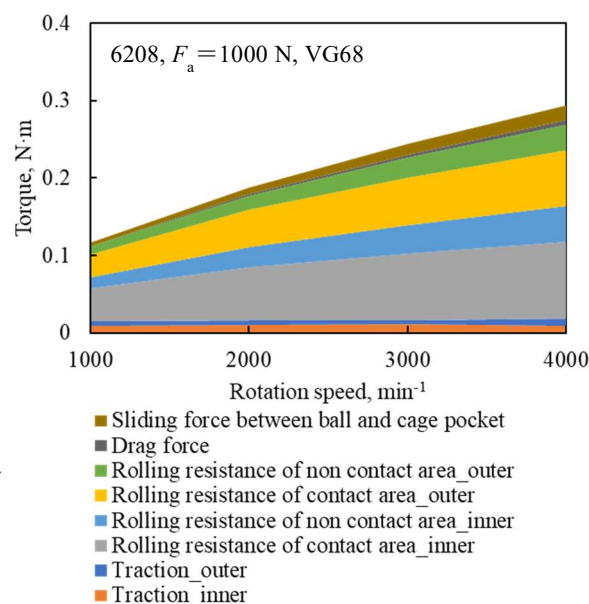 0.4
6208, Fa＝1000 N, VG68
0.3
0.2
0.1
0
Torque, N·m
1000 2000 3000 4000
Rotation speed, min-1
Sliding force between ball and cage pocket
Drag force
Rolling resistance of non contact area_outer
Rolling resistance of contact area_outer
Rolling resistance of non contact area_inner
Rolling resistance of contact area_inner
Traction_outer
Traction_inner